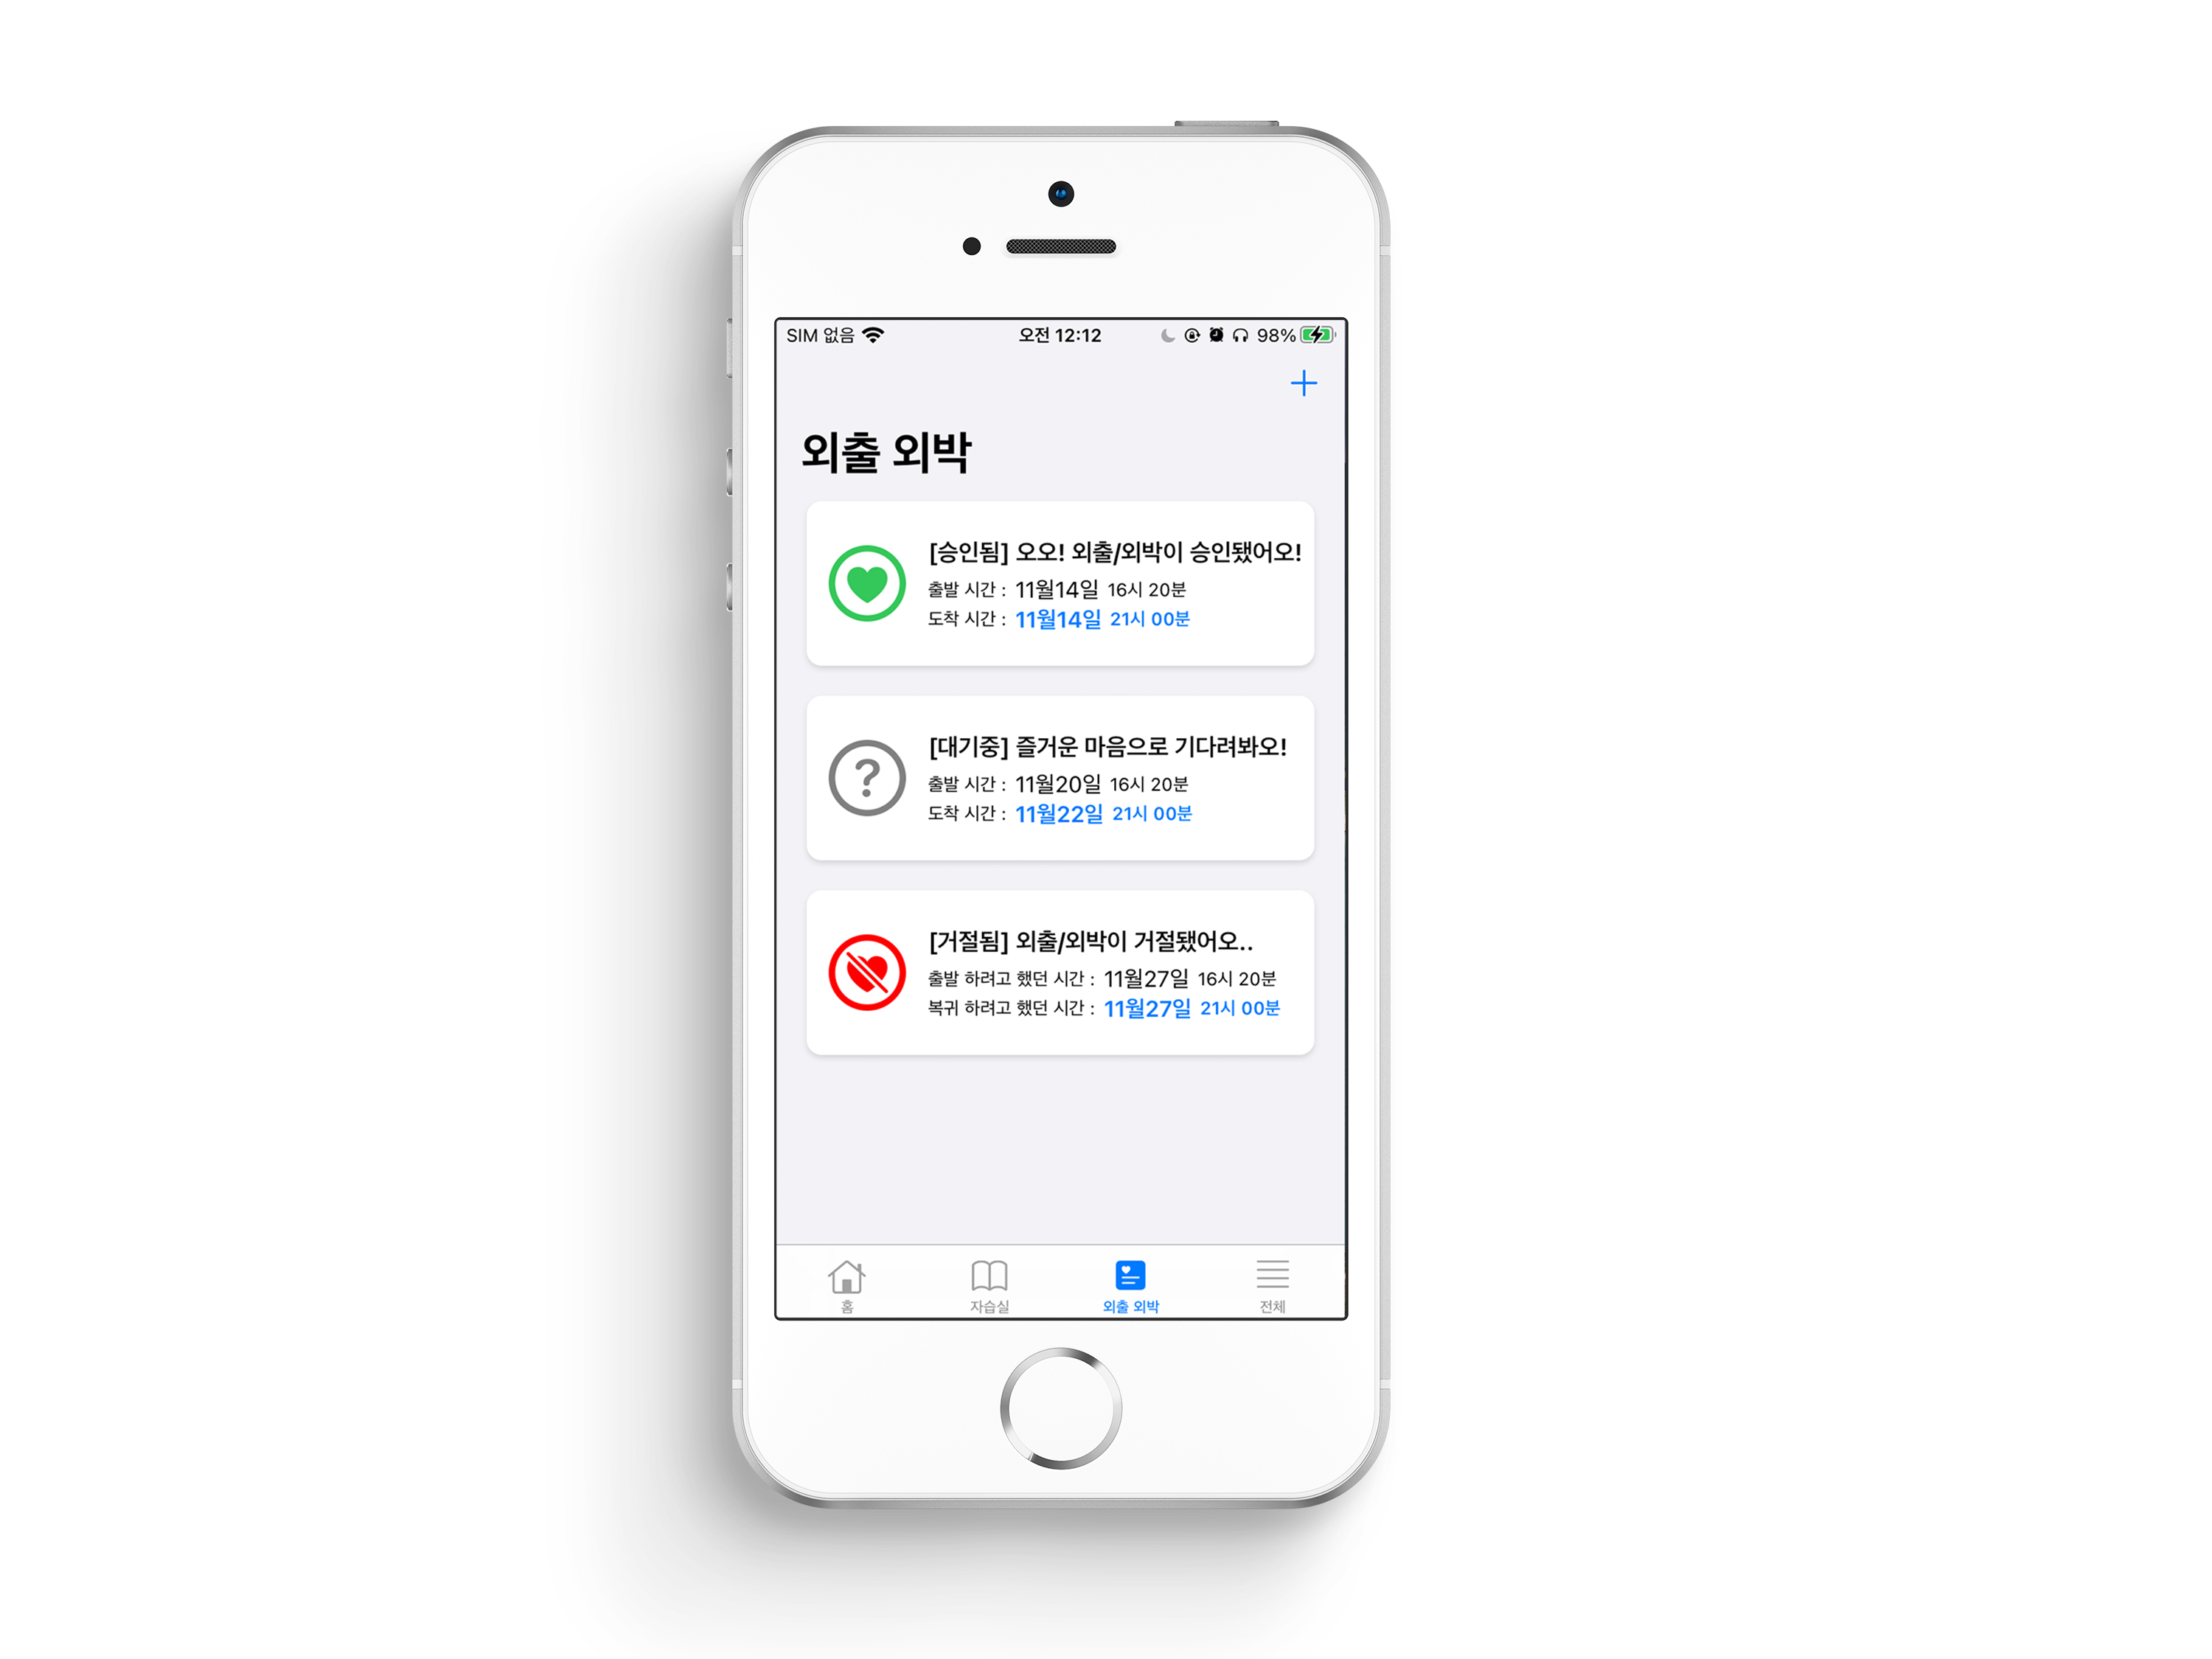 SIM 없음 오전 12:12 98%
외출 외박
[승인됨] 오오! 외출/외박이 승인됐어오!
출발 시간 : 11월14일 16시 20분
도착 시간 : 11월14일 21시 00분
[대기중] 즐거운 마음으로 기다려봐오!
출발 시간 : 11월20일 16시 20분
도착 시간 : 11월22일 21시 00분
[거절됨] 외출/외박이 거절됐어오..
출발 하려고 했던 시간 : 11월27일 16시 20분
복귀 하려고 했던 시간 : 11월27일 21시 00분
홈 자습실 외출 외박 전체